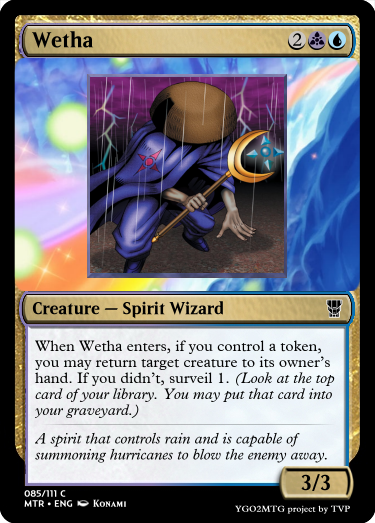 Wetha 2
Creature — Spirit Wizard
When Wetha enters, if you control a token,
you may return target creature to its owner's
hand. If you didn't, surveil 1. (Look at the top
card of your library. You may put that card into
your graveyard.)
A spirit that controls rain and is capable of
summoning hurricanes to blow the enemy away.
3/3
085/111 C
MTR • ENG Konami
YGO2MTG project by TVP